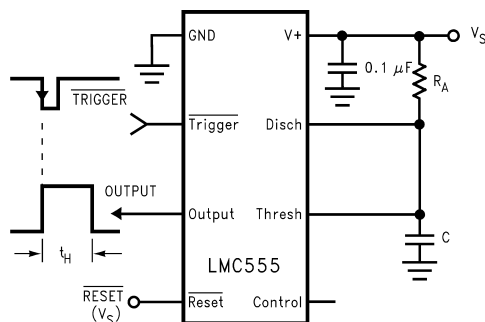 GND
V+
V_S
0.1 μF
R_A
TRIGGER
Trigger
Disch
OUTPUT
Output
Thresh
C
t_H
LMC555
RESET
(V_S)
Reset
Control